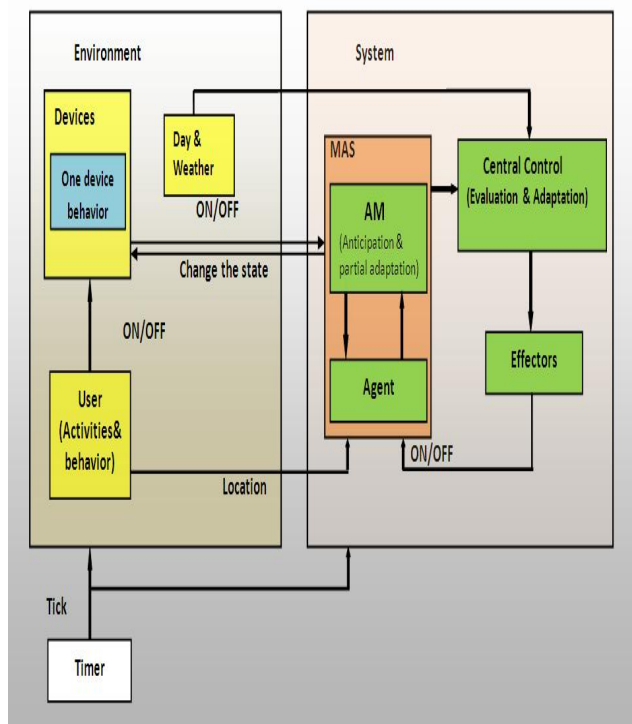 Environment
System
Devices
One device
behavior
Day &
Weather
ON/OFF
Change the state
ON/OFF
User
(Activities&
behavior)
Location
MAS
AM
(Anticipation &
partial adaptation)
Agent
Central Control
(Evaluation & Adaptation)
Effectors
ON/OFF
Tick
Timer